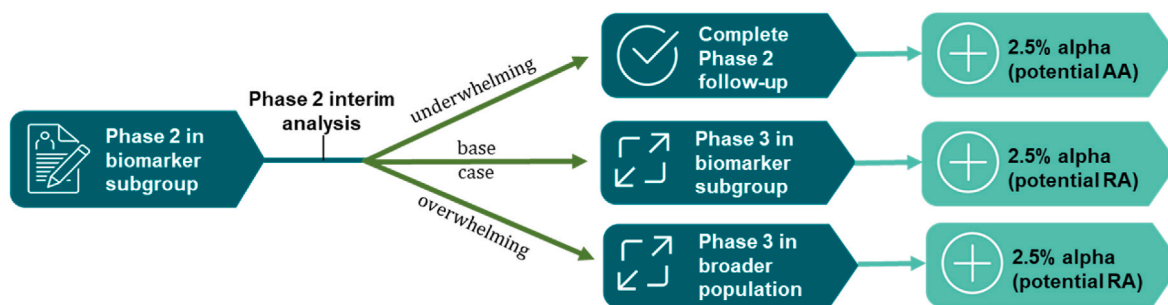 Phase 2 in
biomarker
subgroup
Phase 2 interim
analysis
underwhelming
base
case
overwhelming
Complete
Phase 2
follow-up
2.5% alpha
(potential AA)
Phase 3 in
biomarker
subgroup
2.5% alpha
(potential RA)
Phase 3 in
broader
population
2.5% alpha
(potential RA)